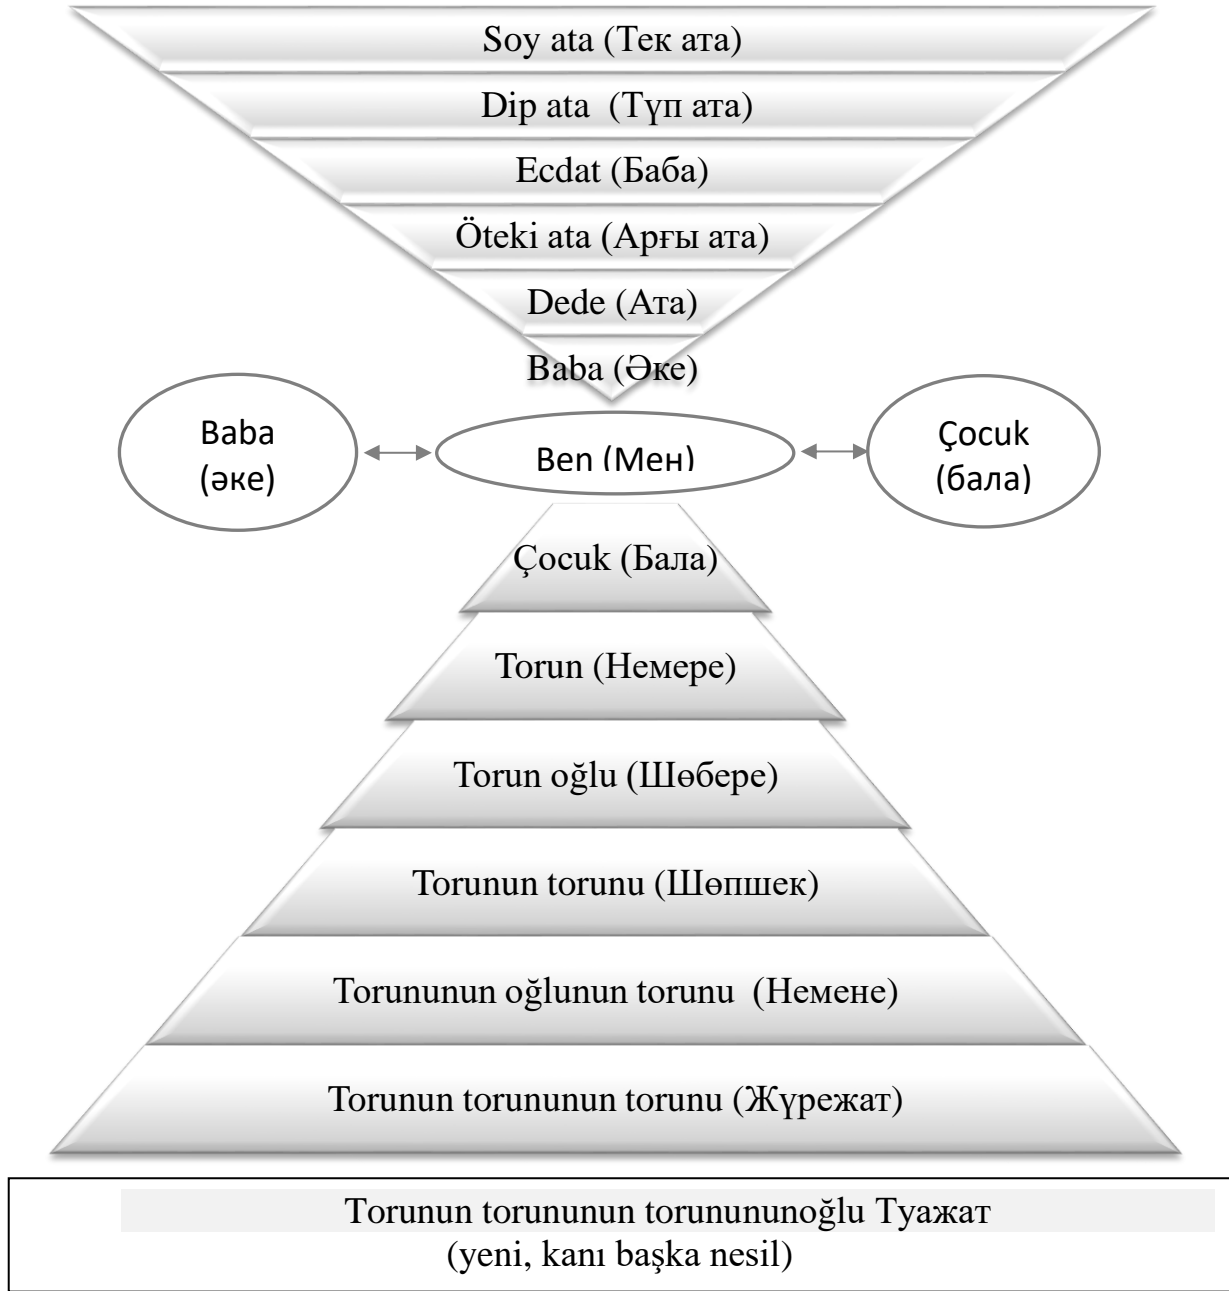 Soy ata (Тек ата)
Dip ata (Түп ата)
Ecdat (Баба)
Öteki ata (Арғы ата)
Dede (Ата)
Baba (Әке)
Baba
(әке)
Ben (Мен)
Çocuk
(бала)
Çocuk (Бала)
Torun (Немере)
Torun oğlu (Шөбере)
Torunun torunu (Шөпшек)
Torununun oğlunun torunu (Немене)
Torunun torununun torunu (Жүрежат)
Torunun torununun torunununoğlu Туажат
(yeni, kanı başka nesil)